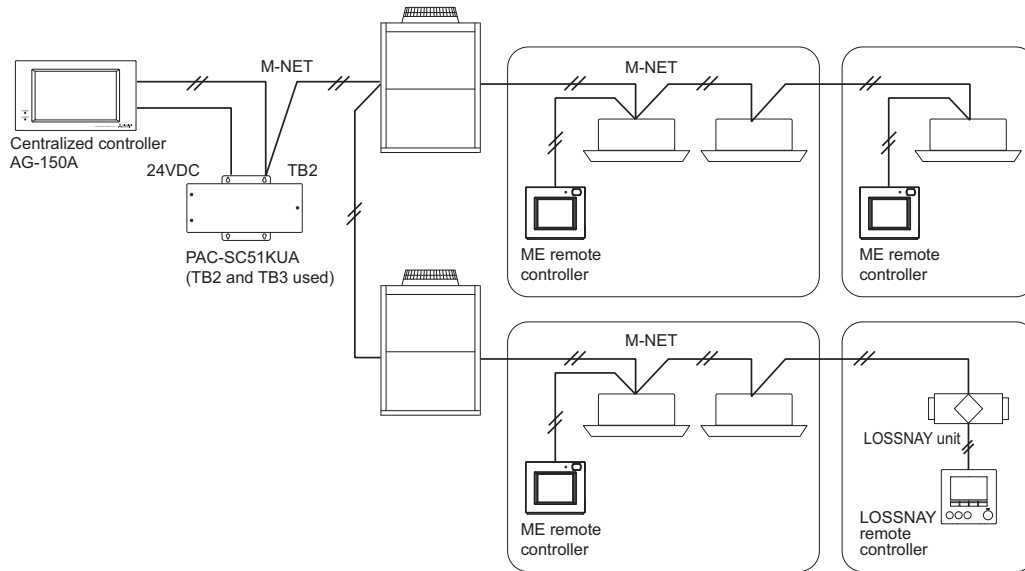 M-NET
M-NET
Centralized controller
AG-150A
24VDC
TB2
PAC-SC51KUA
(TB2 and TB3 used)
ME remote
controller
ME remote
controller
M-NET
ME remote
controller
LOSSNAY unit
LOSSNAY
remote
controller